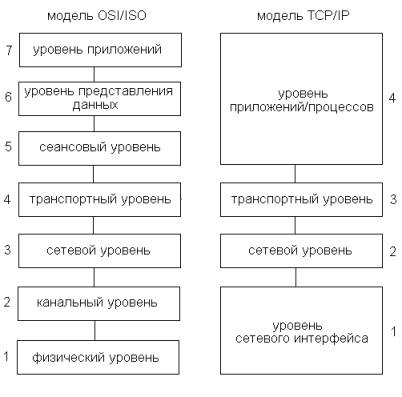 модель OSI/ISO
7 уровень приложений
6 уровень представления
данных
5 сеансовый уровень
4 транспортный уровень
3 сетевой уровень
2 канальный уровень
1 физический уровень
модель TCP/IP
уровень
приложений/процессов 4
транспортный уровень 3
сетевой уровень 2
уровень
сетевого интерфейса 1